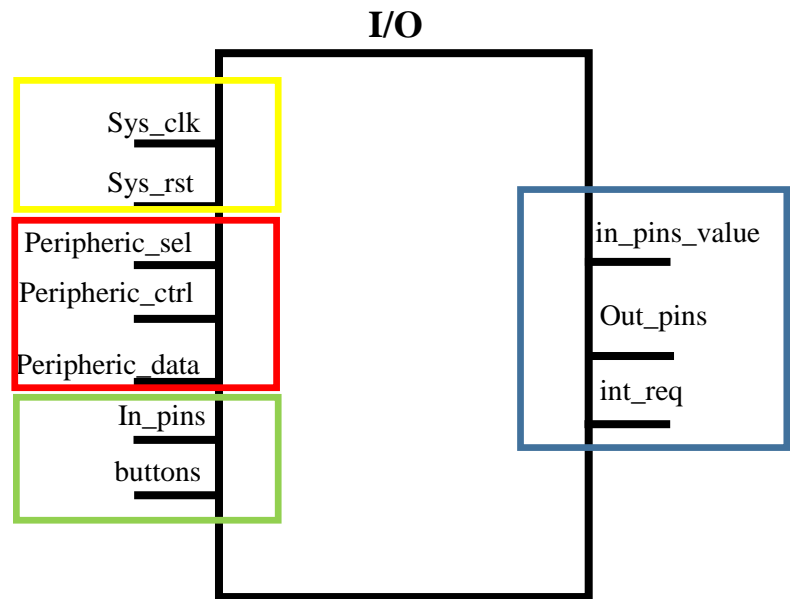 I/O
Sys_clk
Sys_rst
Peripheric_sel
Peripheric_ctrl
Peripheric_data
In_pins
buttons
in_pins_value
Out_pins
int_req